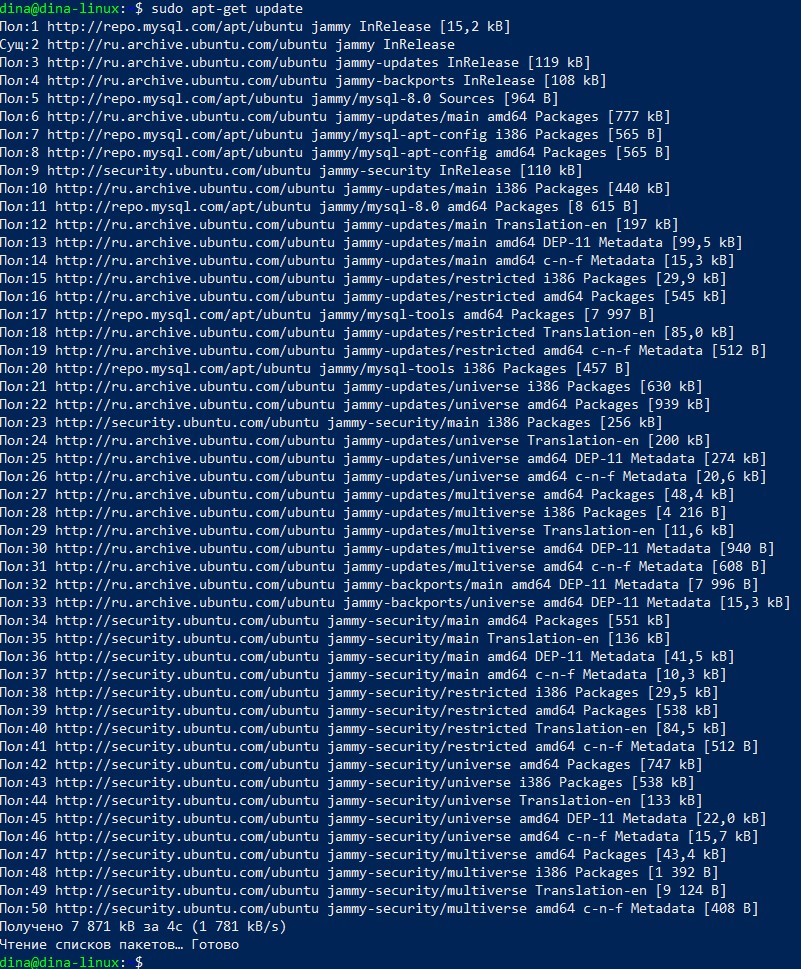 dina@dina-linux: $ sudo apt-get update
Пол:1 http://repo.mysql.com/apt/ubuntu jammy InRelease [15,2 kB]
Сущ:2 http://ru.archive.ubuntu.com/ubuntu jammy InRelease
Пол:3 http://ru.archive.ubuntu.com/ubuntu jammy-updates InRelease [119 kB]
Пол:4 http://ru.archive.ubuntu.com/ubuntu jammy-backports InRelease [108 kB]
Пол:5 http://repo.mysql.com/apt/ubuntu jammy/mysql-8.0 Sources [964 B]
Пол:6 http://ru.archive.ubuntu.com/ubuntu jammy-updates/main amd64 Packages [777 kB]
Пол:7 http://repo.mysql.com/apt/ubuntu jammy/mysql-apt-config i386 Packages [565 B]
Пол:8 http://repo.mysql.com/apt/ubuntu jammy/mysql-apt-config amd64 Packages [565 B]
Пол:9 http://security.ubuntu.com/ubuntu jammy-security InRelease [110 kB]
Пол:10 http://ru.archive.ubuntu.com/ubuntu jammy-updates/main i386 Packages [440 kB]
Пол:11 http://repo.mysql.com/apt/ubuntu jammy/mysql-8.0 amd64 Packages [8 615 B]
Пол:12 http://ru.archive.ubuntu.com/ubuntu jammy-updates/main Translation-en [197 kB]
Пол:13 http://ru.archive.ubuntu.com/ubuntu jammy-updates/main amd64 DEP-11 Metadata [99,5 kB]
Пол:14 http://ru.archive.ubuntu.com/ubuntu jammy-updates/main amd64 c-n-f Metadata [15,3 kB]
Пол:15 http://ru.archive.ubuntu.com/ubuntu jammy-updates/restricted i386 Packages [29,9 kB]
Пол:16 http://ru.archive.ubuntu.com/ubuntu jammy-updates/restricted amd64 Packages [545 kB]
Пол:17 http://repo.mysql.com/apt/ubuntu jammy/mysql-tools amd64 Packages [7 997 B]
Пол:18 http://ru.archive.ubuntu.com/ubuntu jammy-updates/restricted Translation-en [85,0 kB]
Пол:19 http://ru.archive.ubuntu.com/ubuntu jammy-updates/restricted amd64 c-n-f Metadata [512 B]
Пол:20 http://repo.mysql.com/apt/ubuntu jammy/mysql-tools i386 Packages [457 B]
Пол:21 http://ru.archive.ubuntu.com/ubuntu jammy-updates/universe i386 Packages [630 kB]
Пол:22 http://ru.archive.ubuntu.com/ubuntu jammy-updates/universe amd64 Packages [939 kB]
Пол:23 http://security.ubuntu.com/ubuntu jammy-security/main i386 Packages [256 kB]
Пол:24 http://ru.archive.ubuntu.com/ubuntu jammy-updates/universe Translation-en [200 kB]
Пол:25 http://ru.archive.ubuntu.com/ubuntu jammy-updates/universe amd64 DEP-11 Metadata [274 kB]
Пол:26 http://ru.archive.ubuntu.com/ubuntu jammy-updates/universe amd64 c-n-f Metadata [20,6 kB]
Пол:27 http://ru.archive.ubuntu.com/ubuntu jammy-updates/multiverse amd64 Packages [48,4 kB]
Пол:28 http://ru.archive.ubuntu.com/ubuntu jammy-updates/multiverse i386 Packages [4 216 B]
Пол:29 http://ru.archive.ubuntu.com/ubuntu jammy-updates/multiverse Translation-en [11,6 kB]
Пол:30 http://ru.archive.ubuntu.com/ubuntu jammy-updates/multiverse amd64 DEP-11 Metadata [940 B]
Пол:31 http://ru.archive.ubuntu.com/ubuntu jammy-updates/multiverse amd64 c-n-f Metadata [608 B]
Пол:32 http://ru.archive.ubuntu.com/ubuntu jammy-backports/main amd64 DEP-11 Metadata [7 996 B]
Пол:33 http://ru.archive.ubuntu.com/ubuntu jammy-backports/universe amd64 DEP-11 Metadata [15,3 kB]
Пол:34 http://security.ubuntu.com/ubuntu jammy-security/main amd64 Packages [551 kB]
Пол:35 http://security.ubuntu.com/ubuntu jammy-security/main Translation-en [136 kB]
Пол:36 http://security.ubuntu.com/ubuntu jammy-security/main amd64 DEP-11 Metadata [41,5 kB]
Пол:37 http://security.ubuntu.com/ubuntu jammy-security/main amd64 c-n-f Metadata [10,3 kB]
Пол:38 http://security.ubuntu.com/ubuntu jammy-security/restricted i386 Packages [29,5 kB]
Пол:39 http://security.ubuntu.com/ubuntu jammy-security/restricted amd64 Packages [538 kB]
Пол:40 http://security.ubuntu.com/ubuntu jammy-security/restricted Translation-en [84,5 kB]
Пол:41 http://security.ubuntu.com/ubuntu jammy-security/restricted amd64 c-n-f Metadata [512 B]
Пол:42 http://security.ubuntu.com/ubuntu jammy-security/universe amd64 Packages [747 kB]
Пол:43 http://security.ubuntu.com/ubuntu jammy-security/universe i386 Packages [538 kB]
Пол:44 http://security.ubuntu.com/ubuntu jammy-security/universe Translation-en [133 kB]
Пол:45 http://security.ubuntu.com/ubuntu jammy-security/universe amd64 DEP-11 Metadata [22,0 kB]
Пол:46 http://security.ubuntu.com/ubuntu jammy-security/universe amd64 c-n-f Metadata [15,7 kB]
Пол:47 http://security.ubuntu.com/ubuntu jammy-security/multiverse amd64 Packages [43,4 kB]
Пол:48 http://security.ubuntu.com/ubuntu jammy-security/multiverse i386 Packages [1 392 B]
Пол:49 http://security.ubuntu.com/ubuntu jammy-security/multiverse Translation-en [9 124 B]
Пол:50 http://security.ubuntu.com/ubuntu jammy-security/multiverse amd64 c-n-f Metadata [408 B]
Получено 7 871 kB за 4с (1 781 kB/s)
Чтение списков пакетов… Готово
dina@dina-linux: $